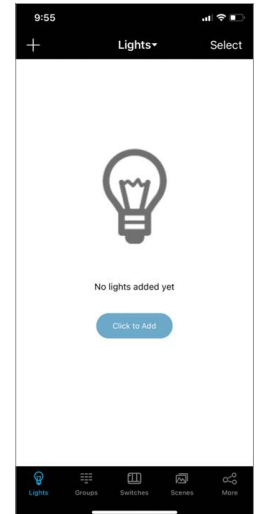 9:55
Lights▾ Select
No lights added yet
Click to Add
Lights Groups Switches Scenes More